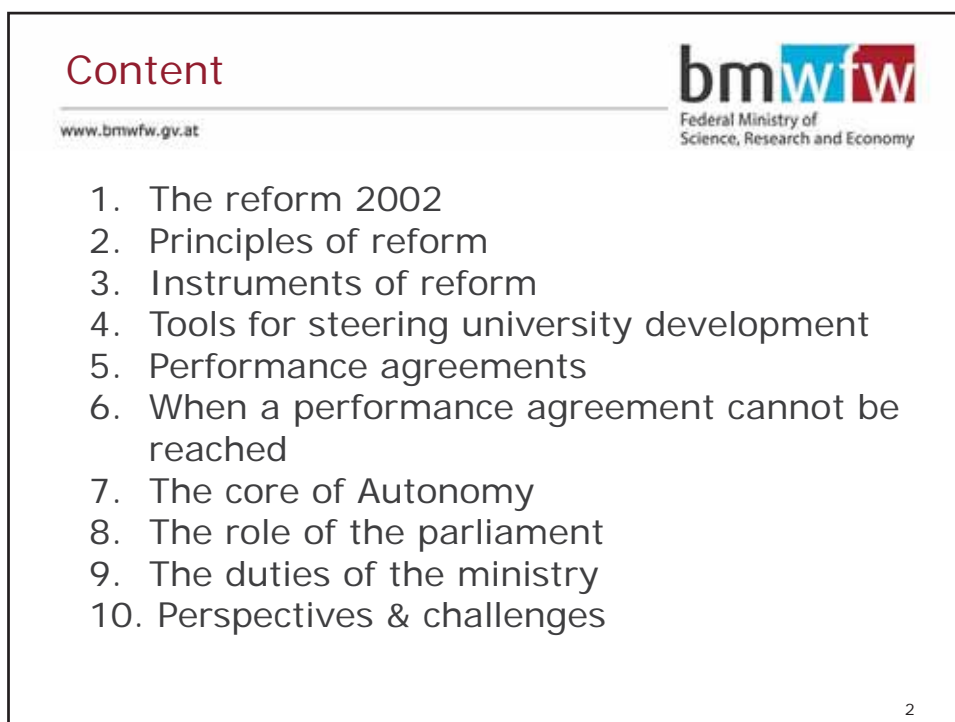 Content
bmwfw
www.bmwfw.gv.at
Federal Ministry of
Science, Research and Economy
1. The reform 2002
2. Principles of reform
3. Instruments of reform
4. Tools for steering university development
5. Performance agreements
6. When a performance agreement cannot be
reached
7. The core of Autonomy
8. The role of the parliament
9. The duties of the ministry
10. Perspectives & challenges
2